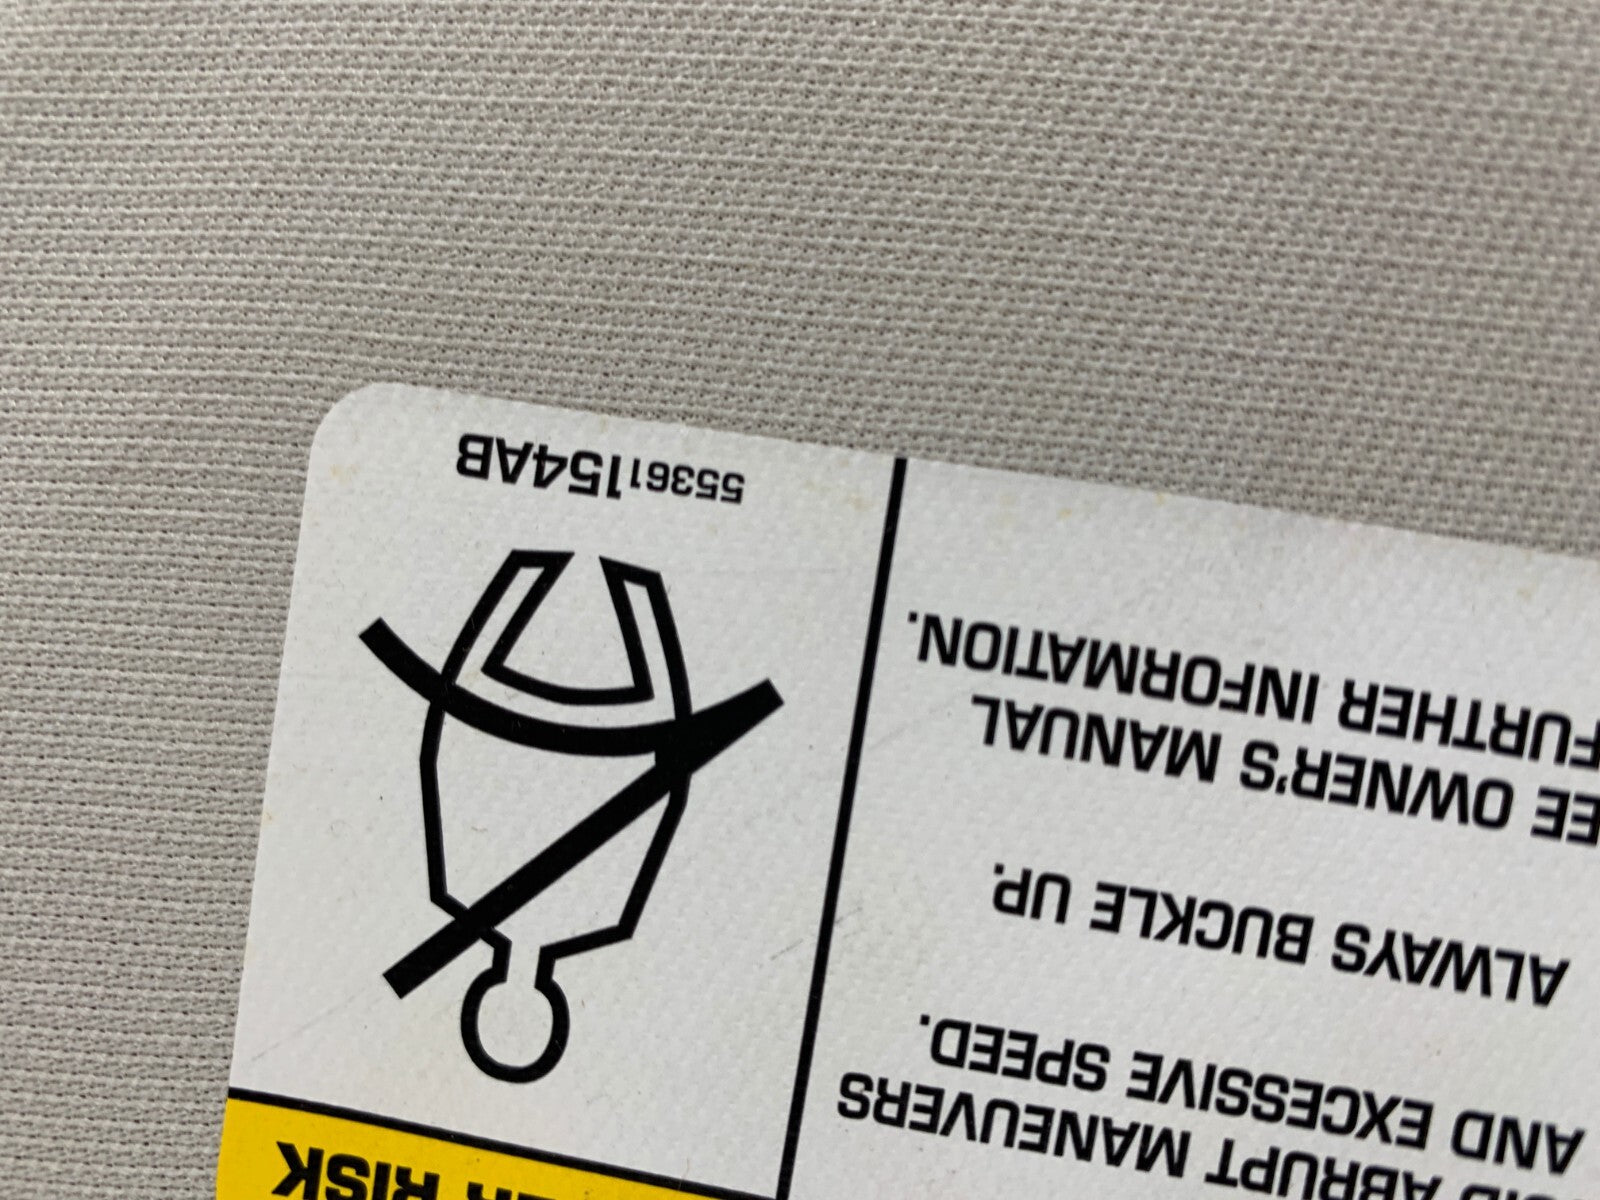 RISK
ABRUPT MANEUVERS
AND EXCESSIVE SPEED.
ALWAYS BUCKLE UP.
OWNER'S MANUAL
FURTHER INFORMATION.
55361154AB